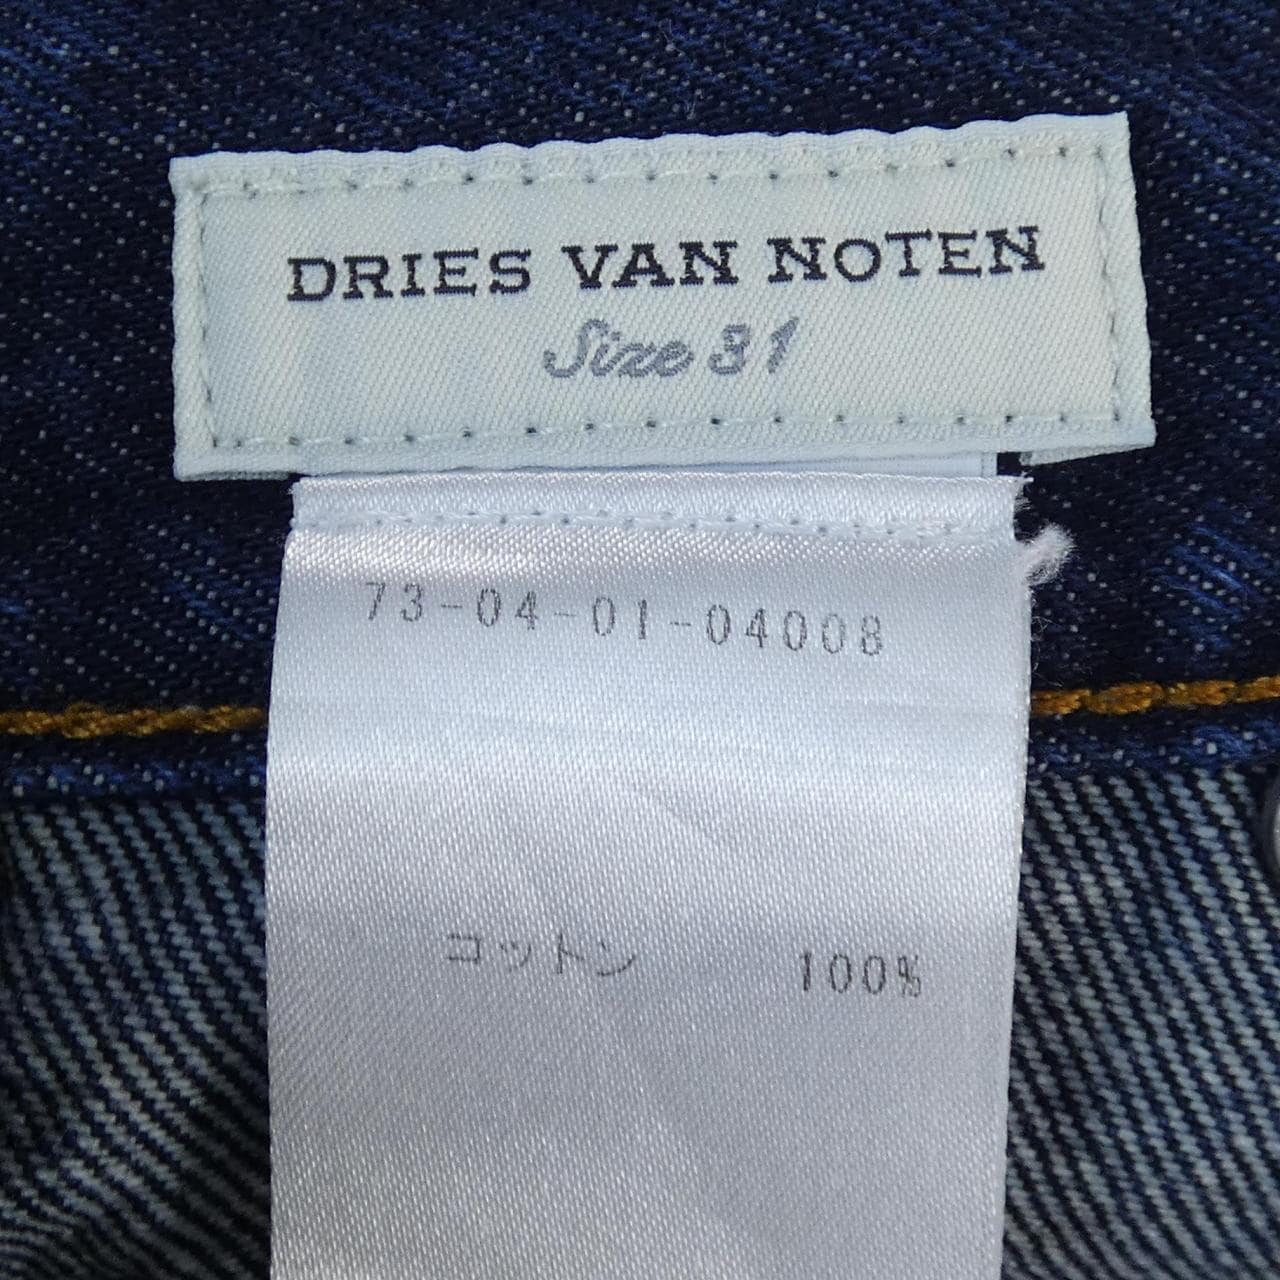 DRIES VAN NOTEN
Size 31
73-04-01-04008
コットン 100%